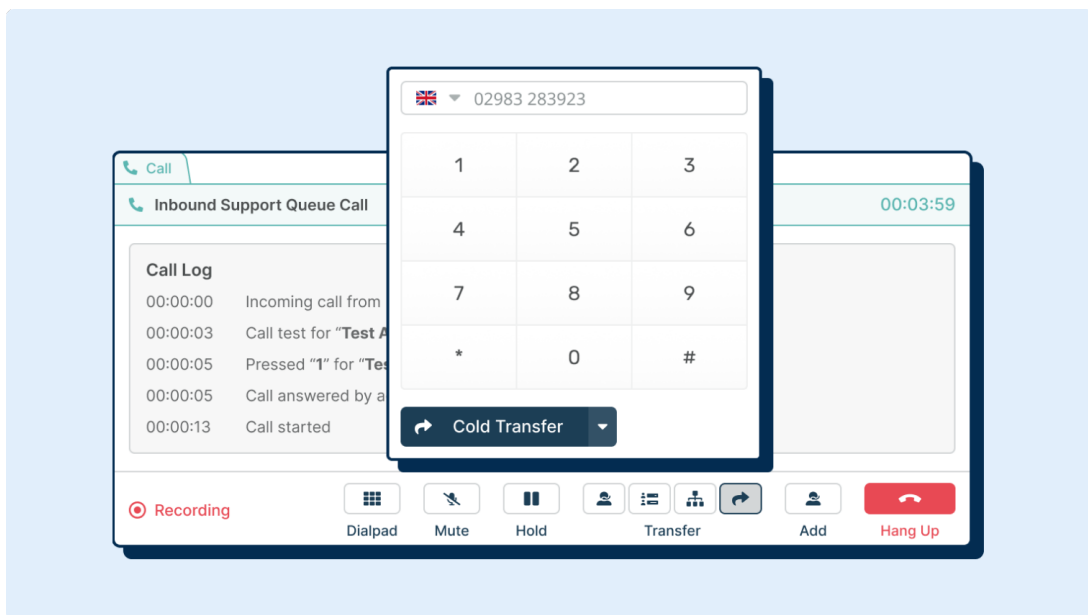 02983 283923
1 2 3
4 5 6
7 8 9
* 0 #
Cold Transfer
Call
Inbound Support Queue Call 00:03:59
Call Log
00:00:00 Incoming call from
00:00:03 Call test for “Test
00:00:05 Pressed “1” for
00:00:05 Call answered by
00:00:13 Call started
Recording
Dialpad Mute Hold Transfer Add Hang Up